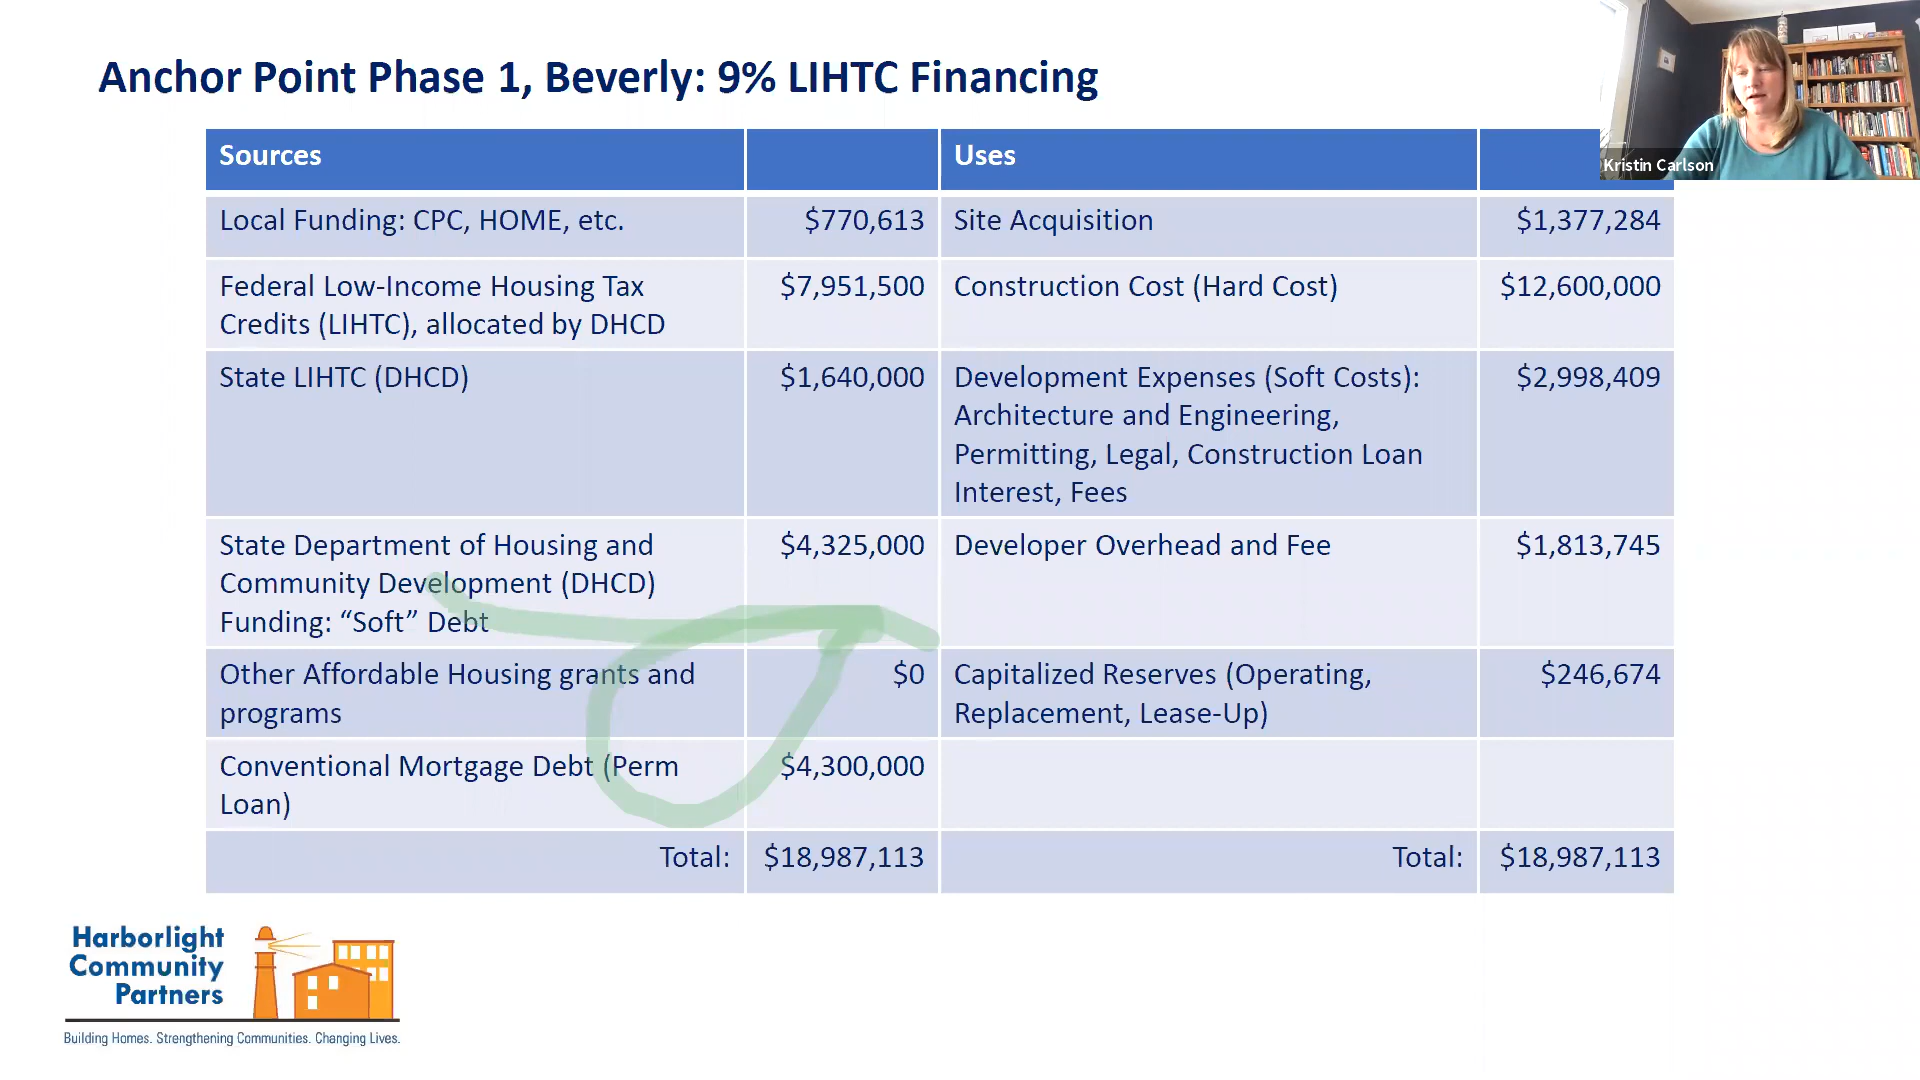 Anchor Point Phase 1, Beverly: 9% LIHTC Financing
Kristin Carlson
Sources
Uses
Local Funding: CPC, HOME, etc.
$770,613
Site Acquisition
$1,377,284
Federal Low-Income Housing Tax
Credits (LIHTC), allocated by DHCD
$7,951,500
Construction Cost (Hard Cost)
$12,600,000
State LIHTC (DHCD)
$1,640,000
Development Expenses (Soft Costs):
Architecture and Engineering,
Permitting, Legal, Construction Loan
Interest, Fees
$2,998,409
State Department of Housing and
Community Development (DHCD)
Funding: “Soft” Debt
$4,325,000
Developer Overhead and Fee
$1,813,745
Other Affordable Housing grants and
programs
$0
Capitalized Reserves (Operating,
Replacement, Lease-Up)
$246,674
Conventional Mortgage Debt (Perm
Loan)
$4,300,000
Total:
$18,987,113
Total:
$18,987,113
Harborlight
Community
Partners
Building Homes. Strengthening Communities. Changing Lives.